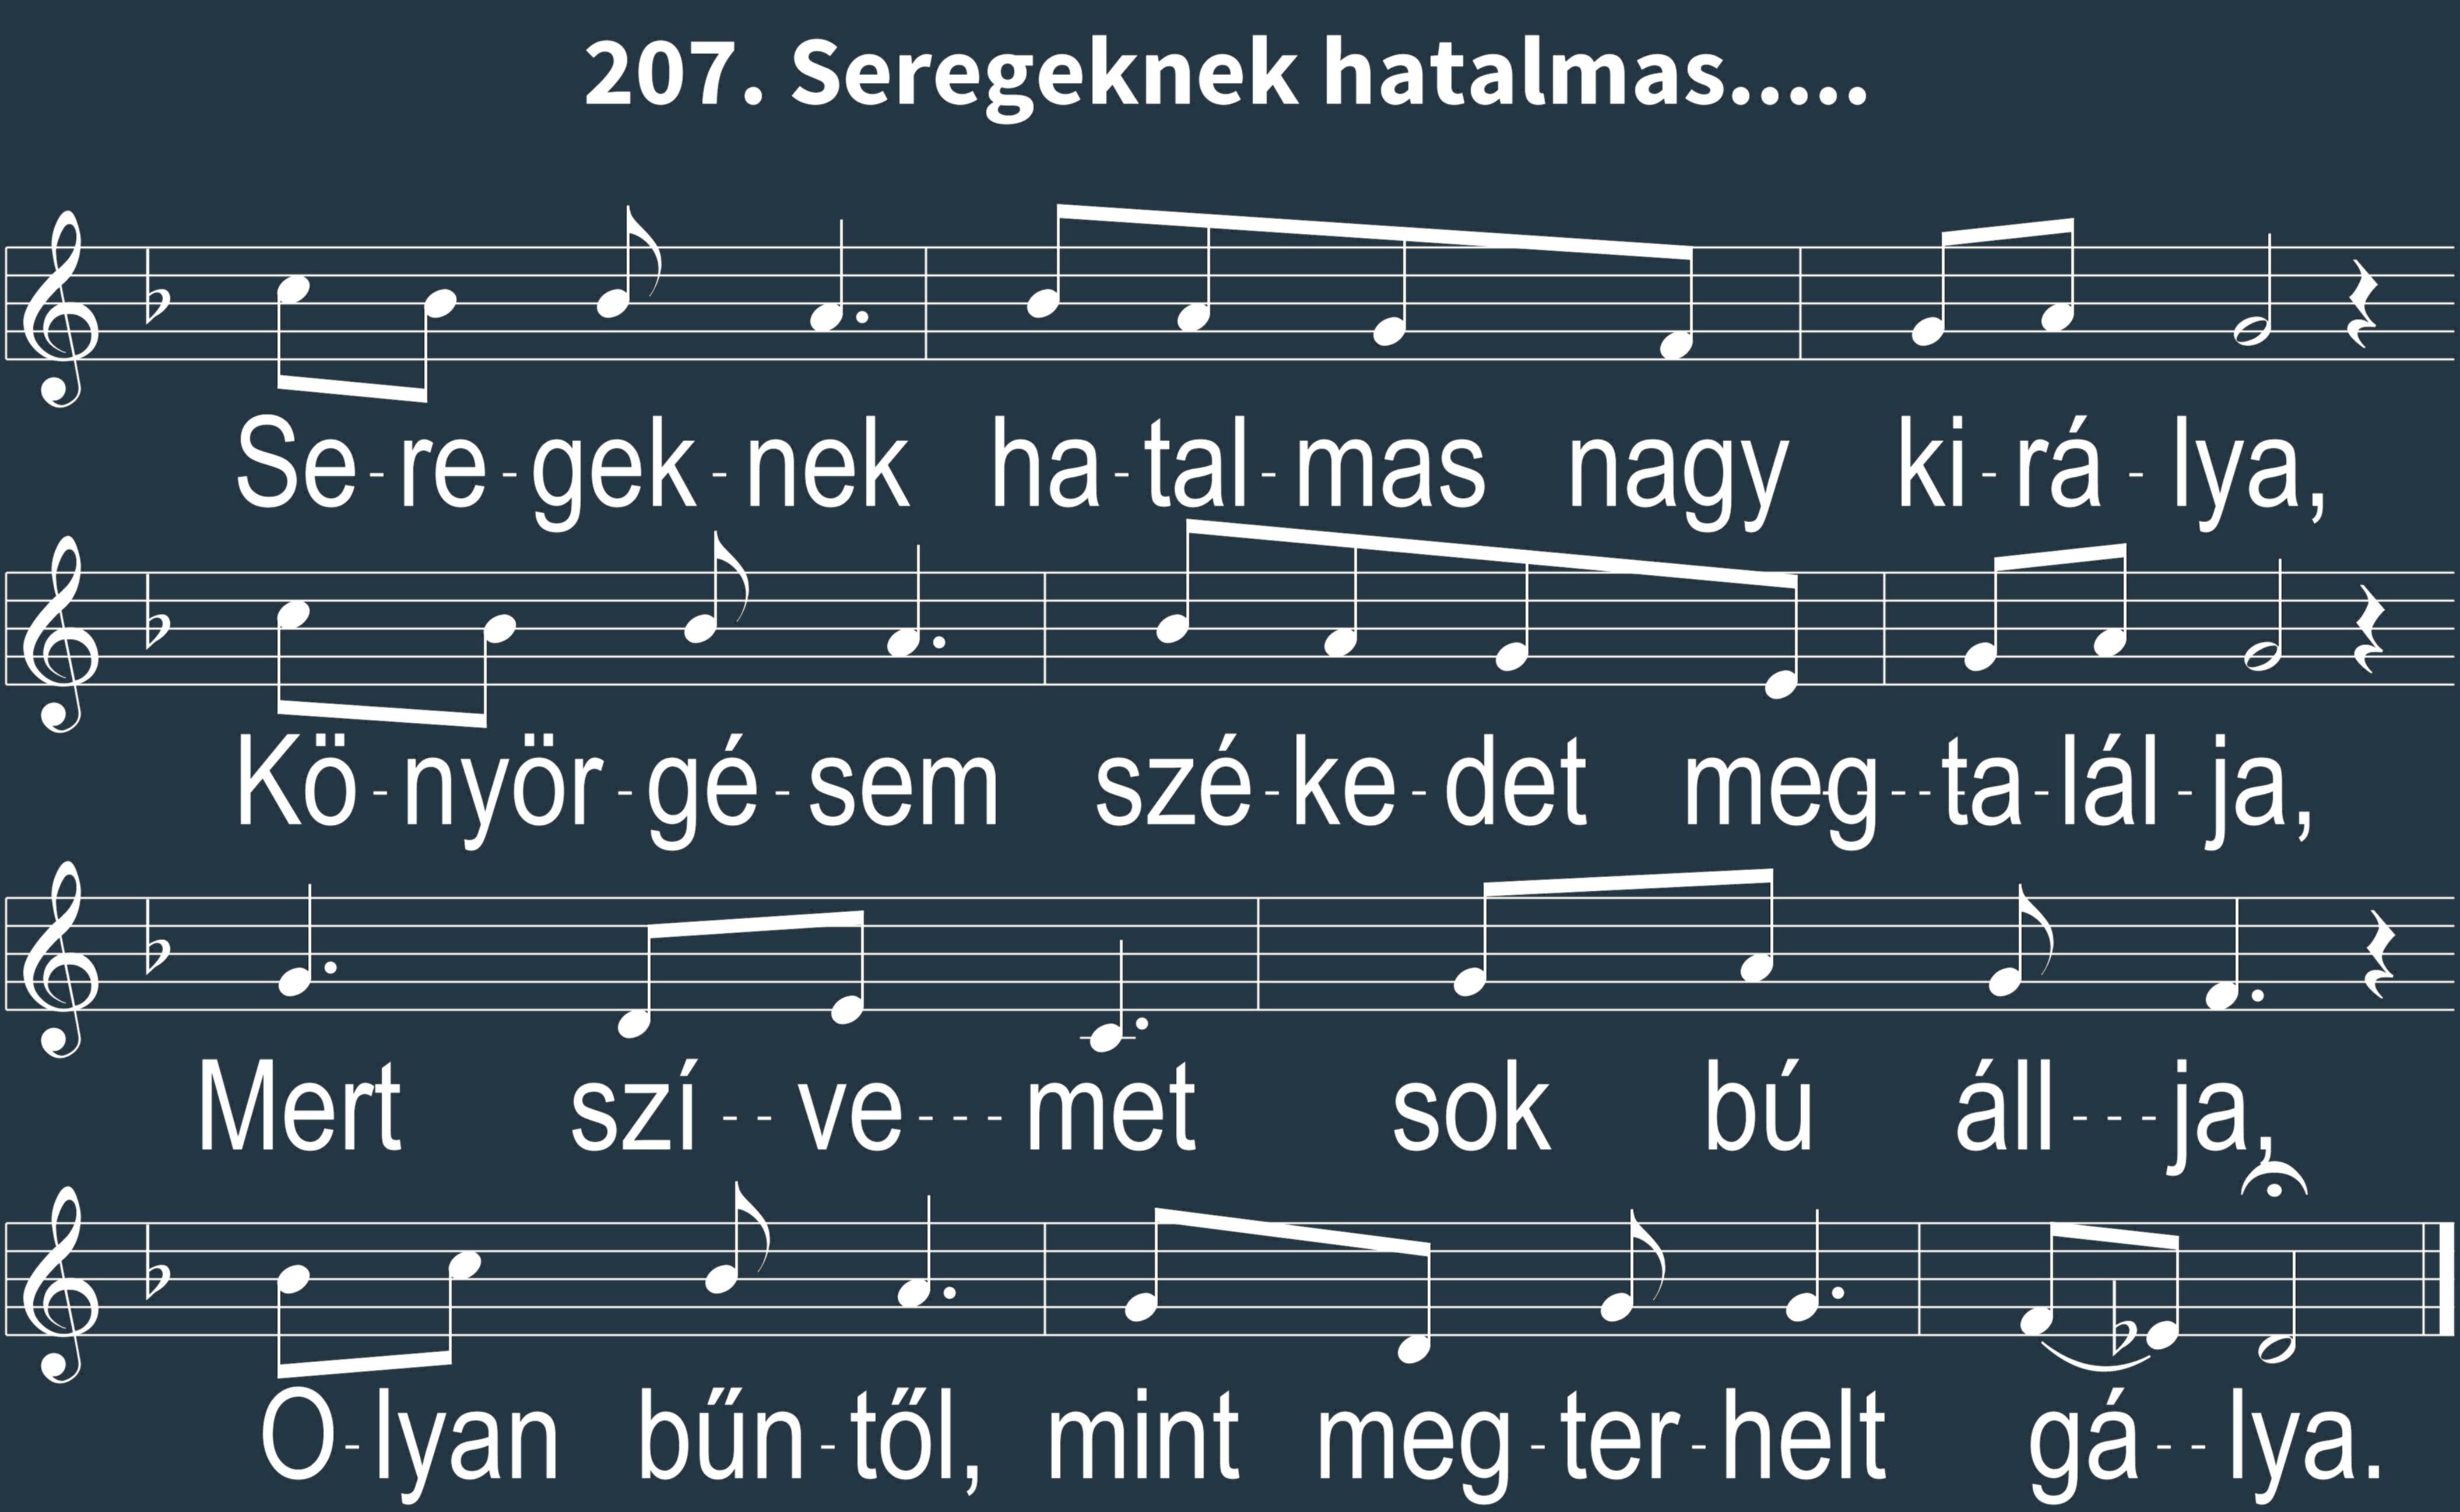 207. Seregeknek hatalmas.....
Se-re-gek-nek ha-tal-mas nagy ki-rá-lya,
Kö-nyör-gé-sem szé-ke-det meg--ta-lál-ja,
Mert szí--ve---met sok bú áll---ja,
O-lyan bűn-től, mint meg-ter-helt gá--lya.